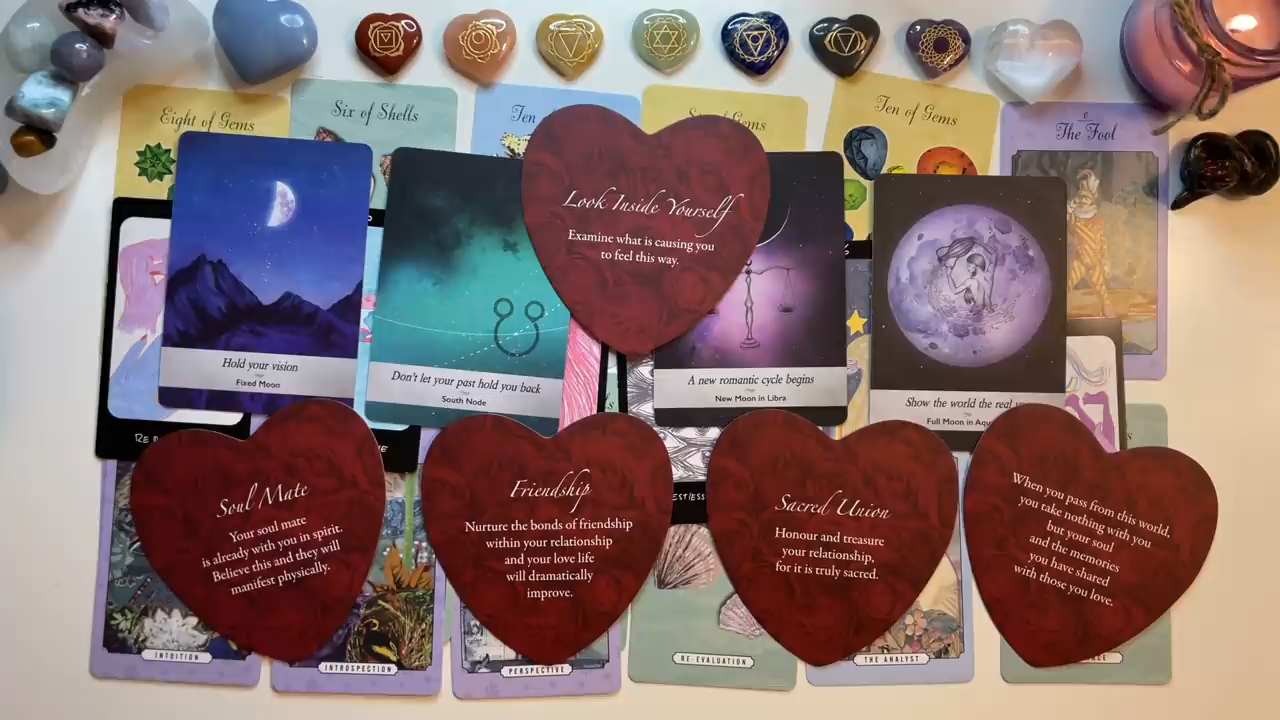 Eight of Gems
Six of Shells
Ten
of Gems
Ten of Gems
0
The Fool
Look Inside Yourself
Examine what is causing you
to feel this way.
Hold your vision
Fixed Moon
Don't let your past hold you back
South Node
A new romantic cycle begins
New Moon in Libra
Show the world the real
Full Moon in
Soul Mate
Your soul mate
is already with you in spirit.
Believe this and they will
manifest physically.
Friendship
Nurture the bonds of friendship
within your relationship
and your love life
will dramatically
improve.
Sacred Union
Honour and treasure
your relationship,
for it is truly sacred.
When you pass from this world,
you take nothing with you
but your soul
and the memories
you have shared
with those you love.
INTUITION
INTROSPECTION
PERSPECTIVE
RE-EVALUATION
THE ANALYST